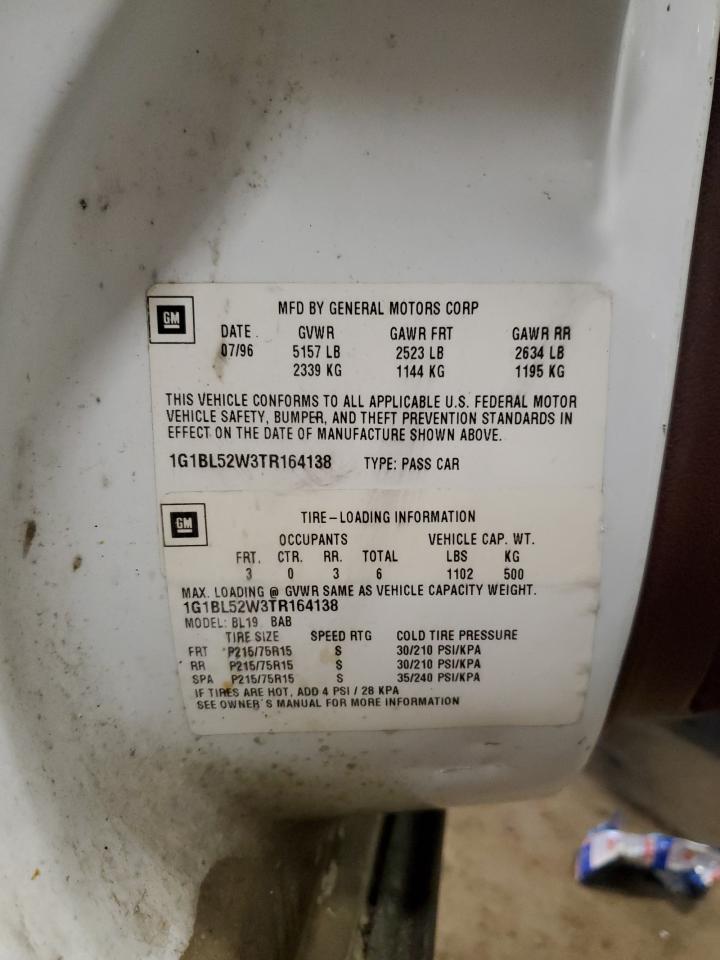 GM
MFD BY GENERAL MOTORS CORP
DATE GVWR GAWR FRT GAWR RR
07/96 5157 LB 2523 LB 2634 LB
2339 KG 1144 KG 1195 KG
THIS VEHICLE CONFORMS TO ALL APPLICABLE U.S. FEDERAL MOTOR
VEHICLE SAFETY, BUMPER, AND THEFT PREVENTION STANDARDS IN
EFFECT ON THE DATE OF MANUFACTURE SHOWN ABOVE.
1G1BL52W3TR164138 TYPE: PASS CAR
GM
TIRE-LOADING INFORMATION
OCCUPANTS VEHICLE CAP. WT.
FRT. CTR. RR. TOTAL LBS KG
3 0 3 6 1102 500
MAX. LOADING @ GVWR SAME AS VEHICLE CAPACITY WEIGHT.
1G1BL52W3TR164138
MODEL: BL19 BAB
TIRE SIZE SPEED RTG COLD TIRE PRESSURE
FRT P215/75R15 S 30/210 PSI/KPA
RR P215/75R15 S 30/210 PSI/KPA
SPA P215/75R15 S 35/240 PSI/KPA
IF TIRES ARE HOT, ADD 4 PSI / 28 KPA
SEE OWNER'S MANUAL FOR MORE INFORMATION